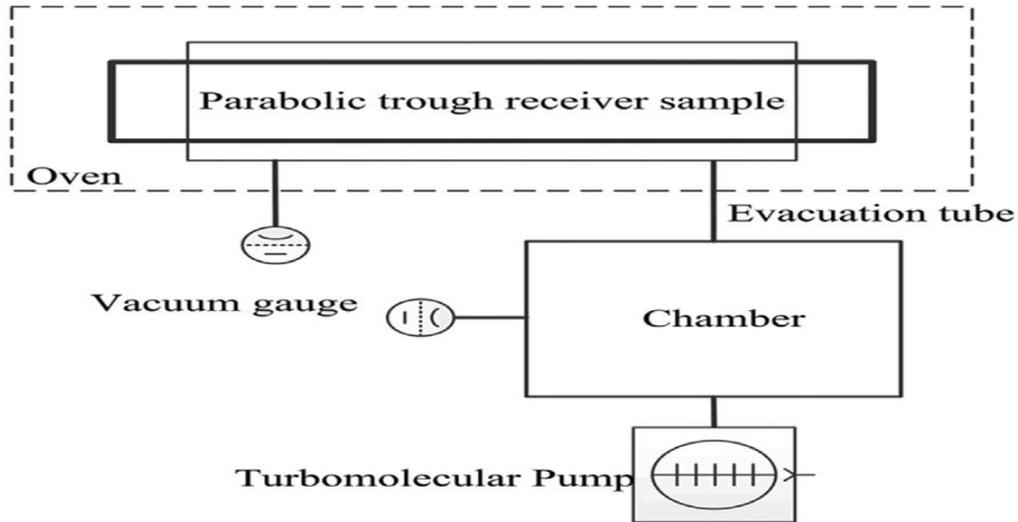 Parabolic trough receiver sample
Oven
Evacuation tube
Vacuum gauge
Chamber
Turbomolecular Pump